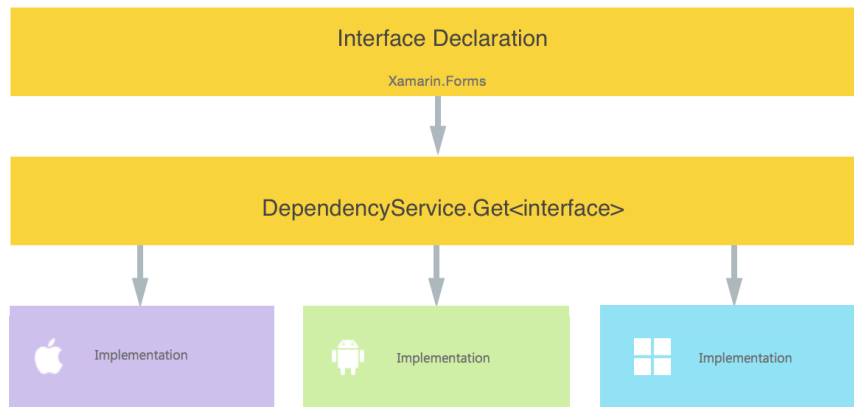 Interface Declaration
Xamarin.Forms
DependencyService.Get<interface>
Implementation
Implementation
Implementation